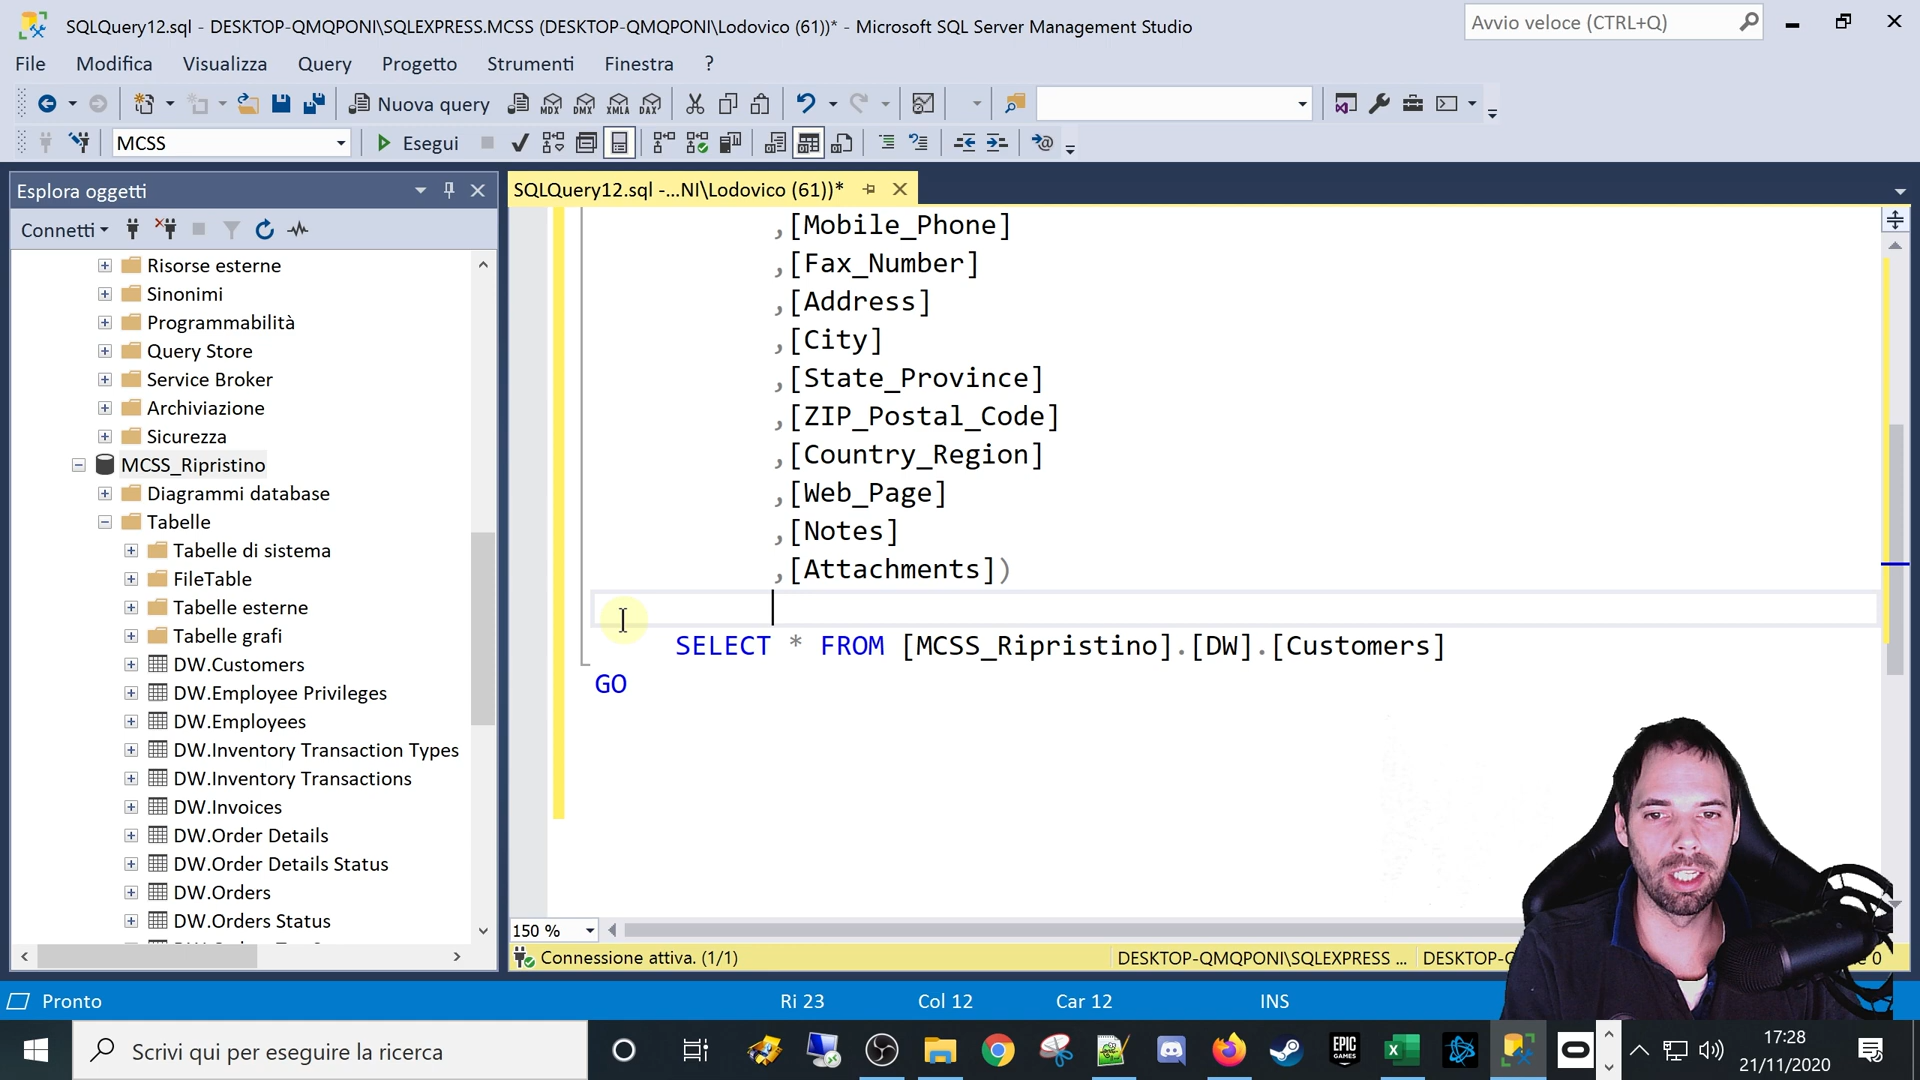 SQLQuery12.sql - DESKTOP-QMQPONI\SQLEXPRESS.MCSS (DESKTOP-QMQPONI\Lodovico (61))* - Microsoft SQL Server Management Studio
Avvio veloce (CTRL+Q)
File Modifica Visualizza Query Progetto Strumenti Finestra ?
Nuova query MDX DMX XMLA DAX
MCSS Esegui
Esplora oggetti
SQLQuery12.sql -...NI\Lodovico (61))*
Connetti
Risorse esterne
Sinonimi
Programmabilità
Query Store
Service Broker
Archiviazione
Sicurezza
MCSS_Ripristino
Diagrammi database
Tabelle
Tabelle di sistema
FileTable
Tabelle esterne
Tabelle grafi
DW.Customers
DW.Employee Privileges
DW.Employees
DW.Inventory Transaction Types
DW.Inventory Transactions
DW.Invoices
DW.Order Details
DW.Order Details Status
DW.Orders
DW.Orders Status
,[Mobile_Phone]
,[Fax_Number]
,[Address]
,[City]
,[State_Province]
,[ZIP_Postal_Code]
,[Country_Region]
,[Web_Page]
,[Notes]
,[Attachments])
SELECT * FROM [MCSS_Ripristino].[DW].[Customers]
GO
150 %
Connessione attiva. (1/1)
DESKTOP-QMQPONI\SQLEXPRESS ...
Pronto
Ri 23
Col 12
Car 12
INS
Scrivi qui per eseguire la ricerca
EPIC GAMES
17:28
21/11/2020